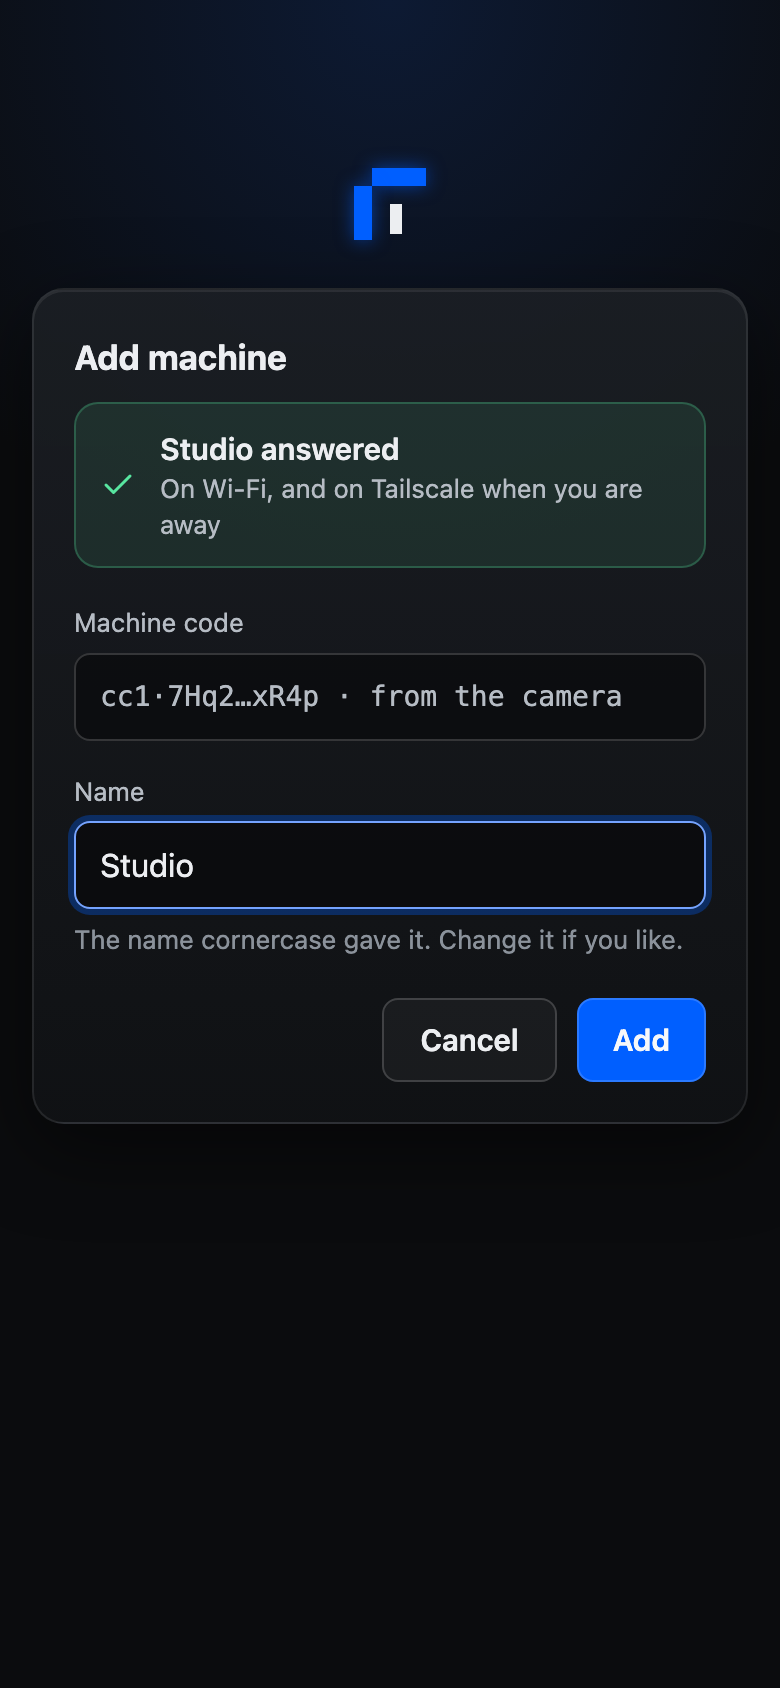 Add machine
Studio answered
On Wi-Fi, and on Tailscale when you are
away
Machine code
cc1·7Hq2…xR4p · from the camera
Name
Studio
The name cornercase gave it. Change it if you like.
Cancel
Add